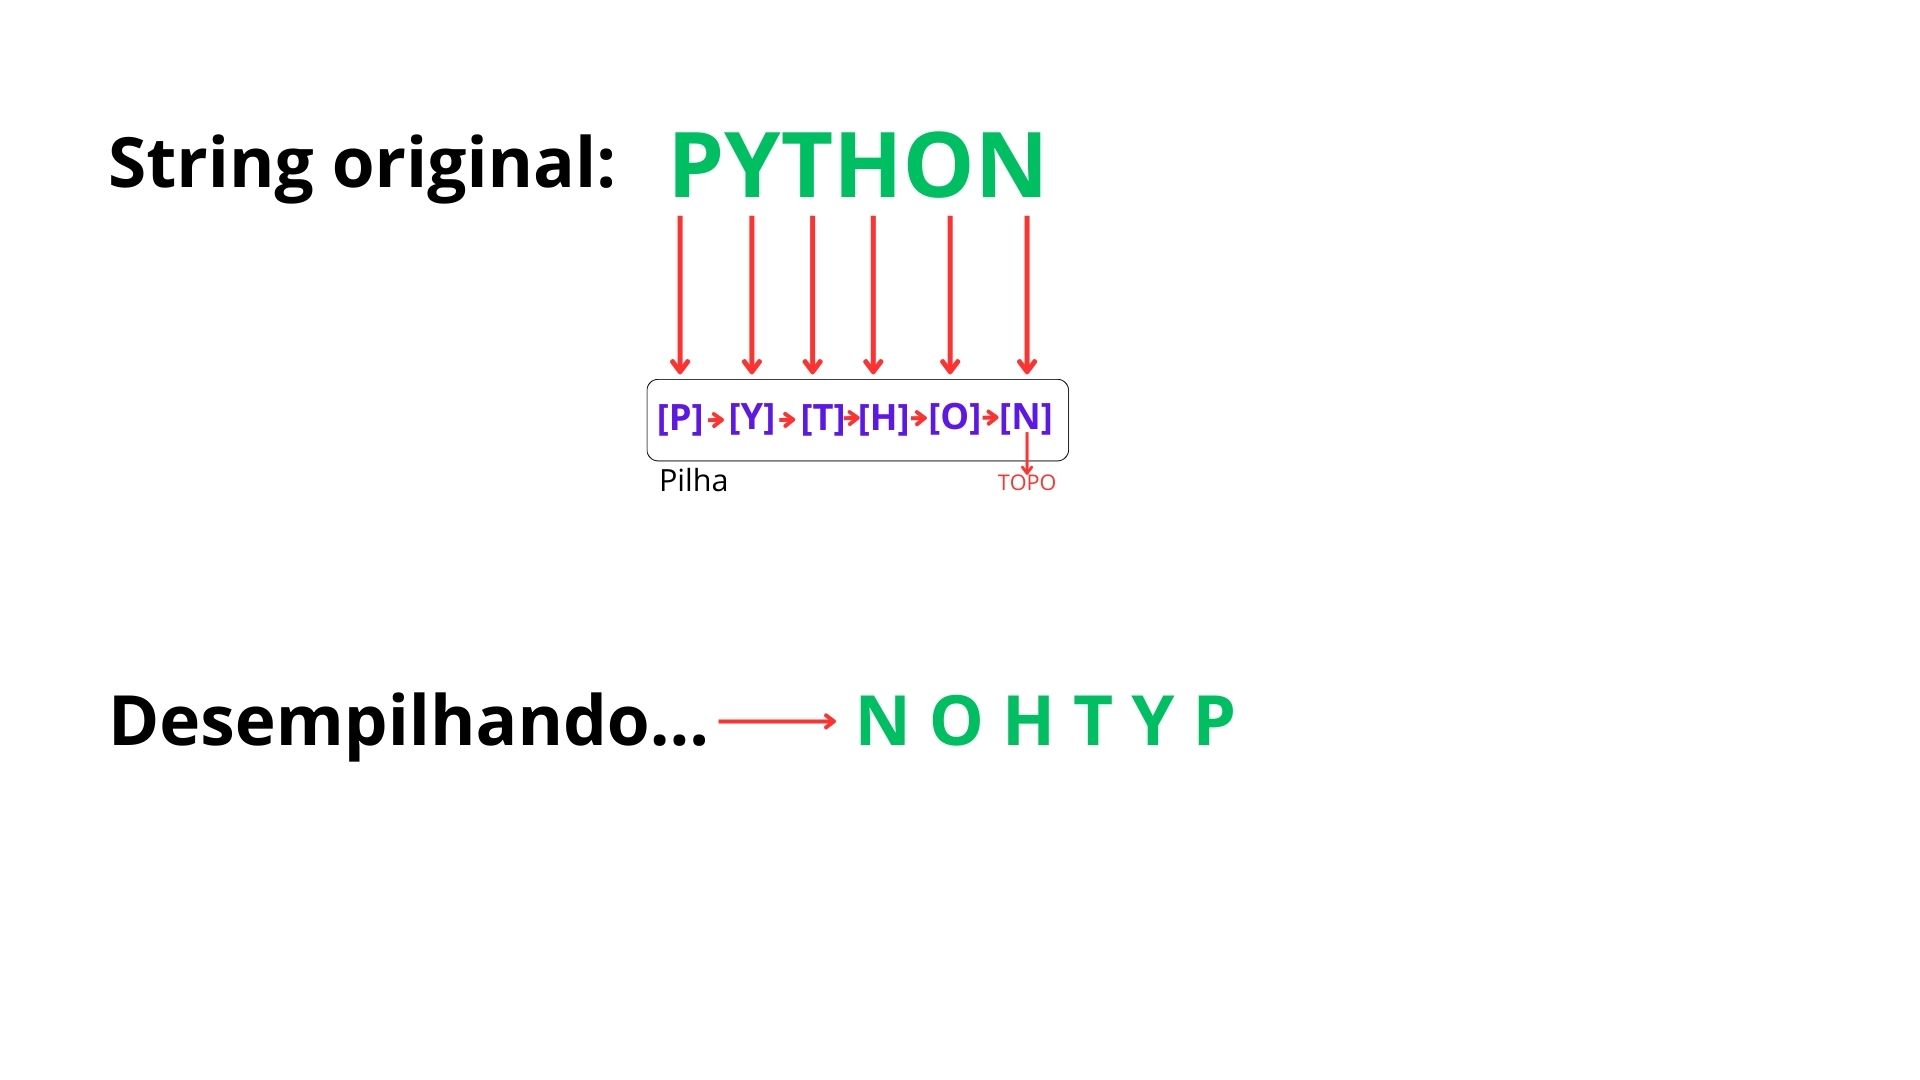 String original: PYTHON
[P] [Y] [T] [H] [O] [N]
Pilha TOPO
Desempilhando... N O H T Y P